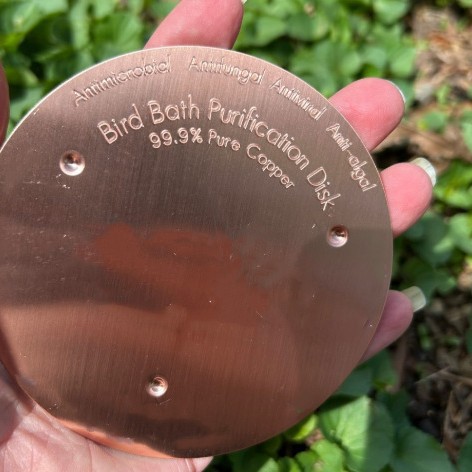 Antimicrobial Antifungal Antiviral Anti-algal
Bird Bath Purification Disk
99.9% Pure Copper